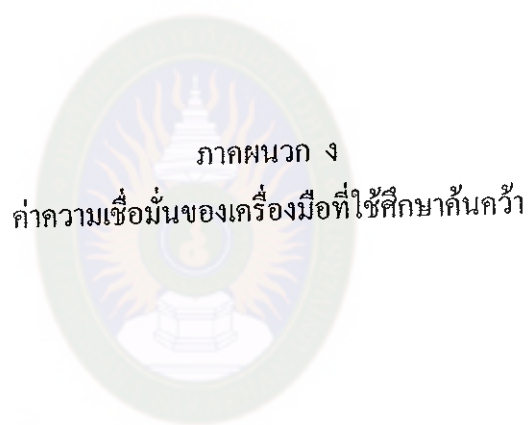 ภาคผนวก ง
ค่าความเชื่อมั่นของเครื่องมือที่ใช้ศึกษาค้นคว้า